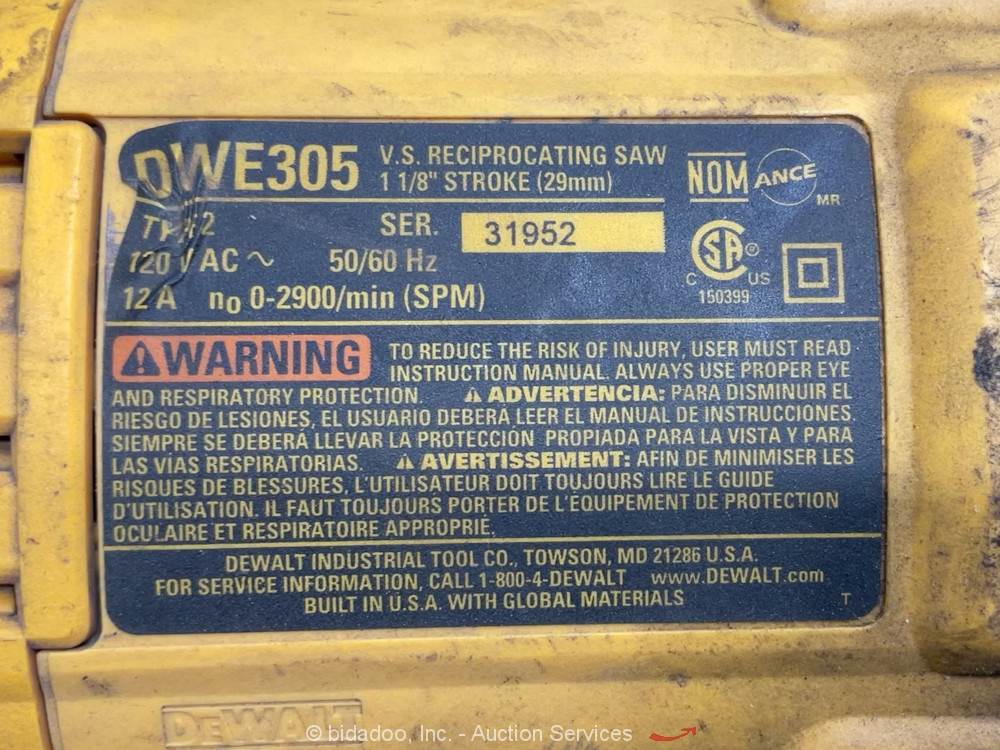 DWE305 V.S. RECIPROCATING SAW
1 1/8" STROKE (29mm)
NOM ANCE MR
2 SER. 31952
120 V AC ~ 50/60 Hz
12 A n₀ 0-2900/min (SPM)
CSA ® C US
150399
⚠WARNING TO REDUCE THE RISK OF INJURY, USER MUST READ
INSTRUCTION MANUAL. ALWAYS USE PROPER EYE
AND RESPIRATORY PROTECTION. ⚠ ADVERTENCIA: PARA DISMINUIR EL
RIESGO DE LESIONES, EL USUARIO DEBERÁ LEER EL MANUAL DE INSTRUCCIONES.
SIEMPRE SE DEBERÁ LLEVAR LA PROTECCIÓN PROPIADA PARA LA VISTA Y PARA
LAS VÍAS RESPIRATORIAS. ⚠ AVERTISSEMENT: AFIN DE MINIMISER LES
RISQUES DE BLESSURES, L'UTILISATEUR DOIT TOUJOURS LIRE LE GUIDE
D'UTILISATION. IL FAUT TOUJOURS PORTER DE L'ÉQUIPEMENT DE PROTECTION
OCULAIRE ET RESPIRATOIRE APPROPRIÉ.
DEWALT INDUSTRIAL TOOL CO., TOWSON, MD 21286 U.S.A.
FOR SERVICE INFORMATION, CALL 1-800-4-DEWALT www.DEWALT.com
BUILT IN U.S.A. WITH GLOBAL MATERIALS T
DEWALT
© bidadoo, Inc. - Auction Services